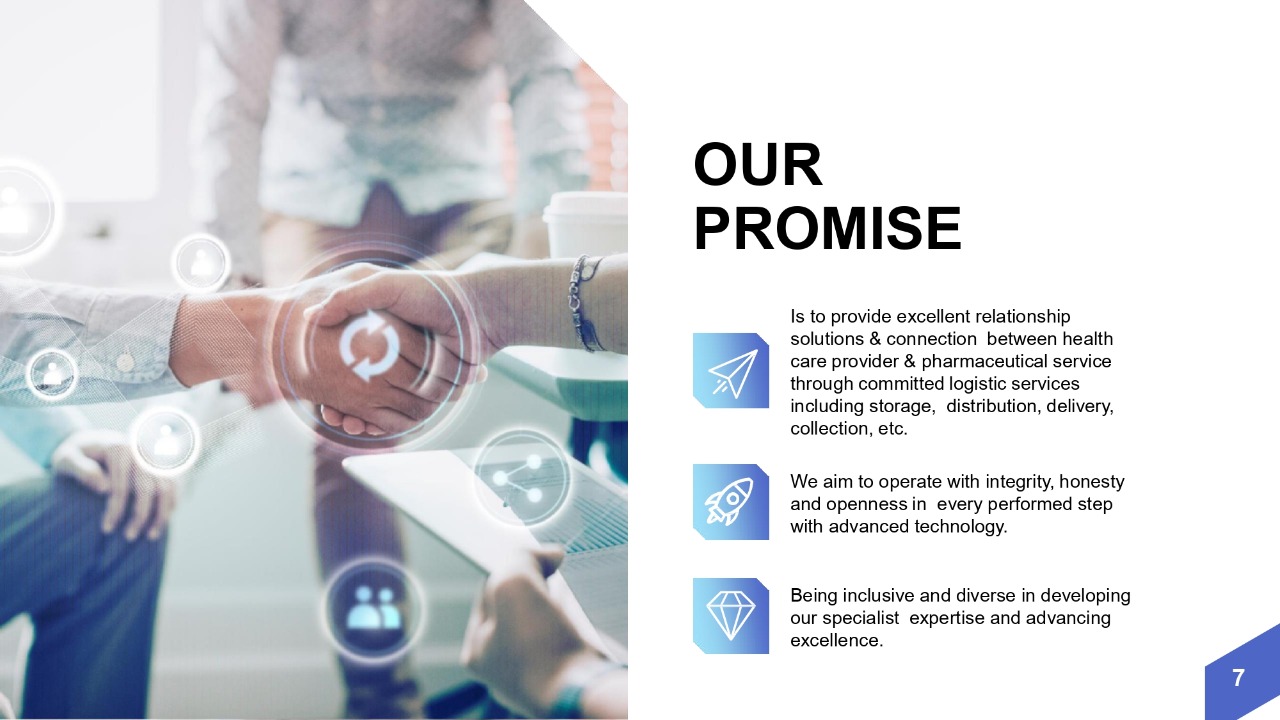 OUR
PROMISE
Is to provide excellent relationship
solutions & connection  between health
care provider & pharmaceutical service
through committed logistic services
including storage,  distribution, delivery,
collection, etc.
We aim to operate with integrity, honesty
and openness in  every performed step
with advanced technology.
Being inclusive and diverse in developing
our specialist  expertise and advancing
excellence.
7